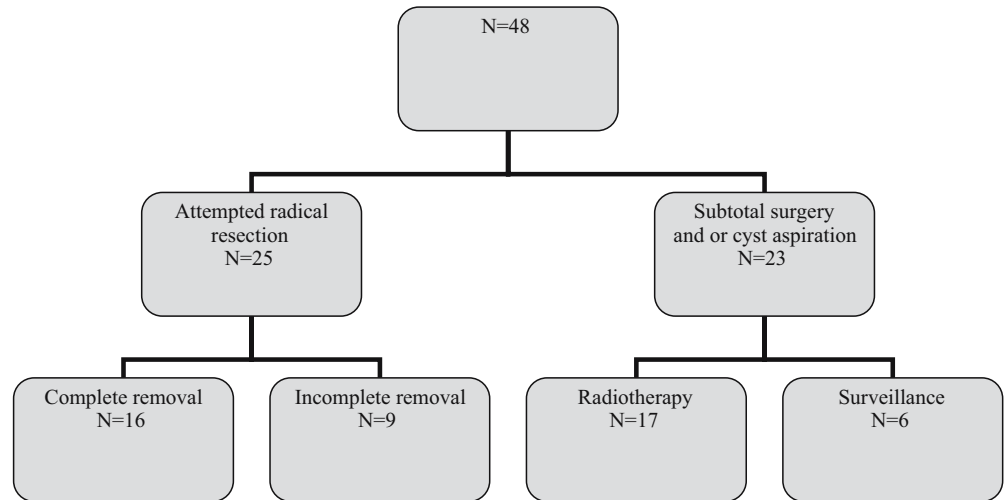 N=48
Attempted radical
resection
N=25
Subtotal surgery
and or cyst aspiration
N=23
Complete removal
N=16
Incomplete removal
N=9
Radiotherapy
N=17
Surveillance
N=6